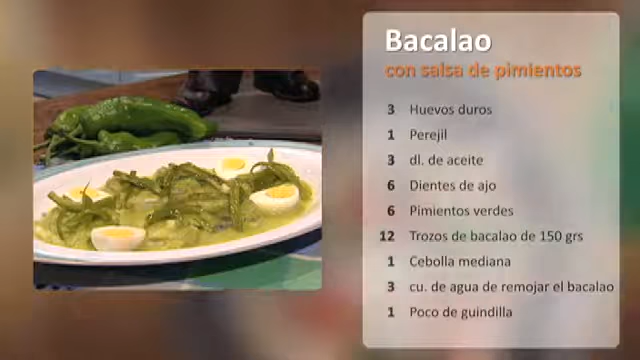 Bacalao
con salsa de pimientos
3 Huevos duros
1 Perejil
3 dl. de aceite
6 Dientes de ajo
6 Pimientos verdes
12 Trozos de bacalao de 150 grs
1 Cebolla mediana
3 cu. de agua de remojar el bacalao
1 Poco de guindilla